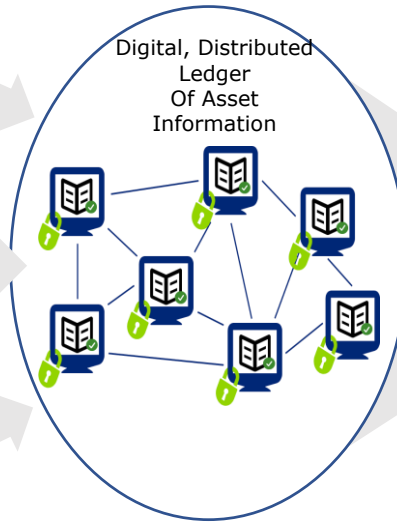 Digital, Distributed
Ledger
Of Asset
Information